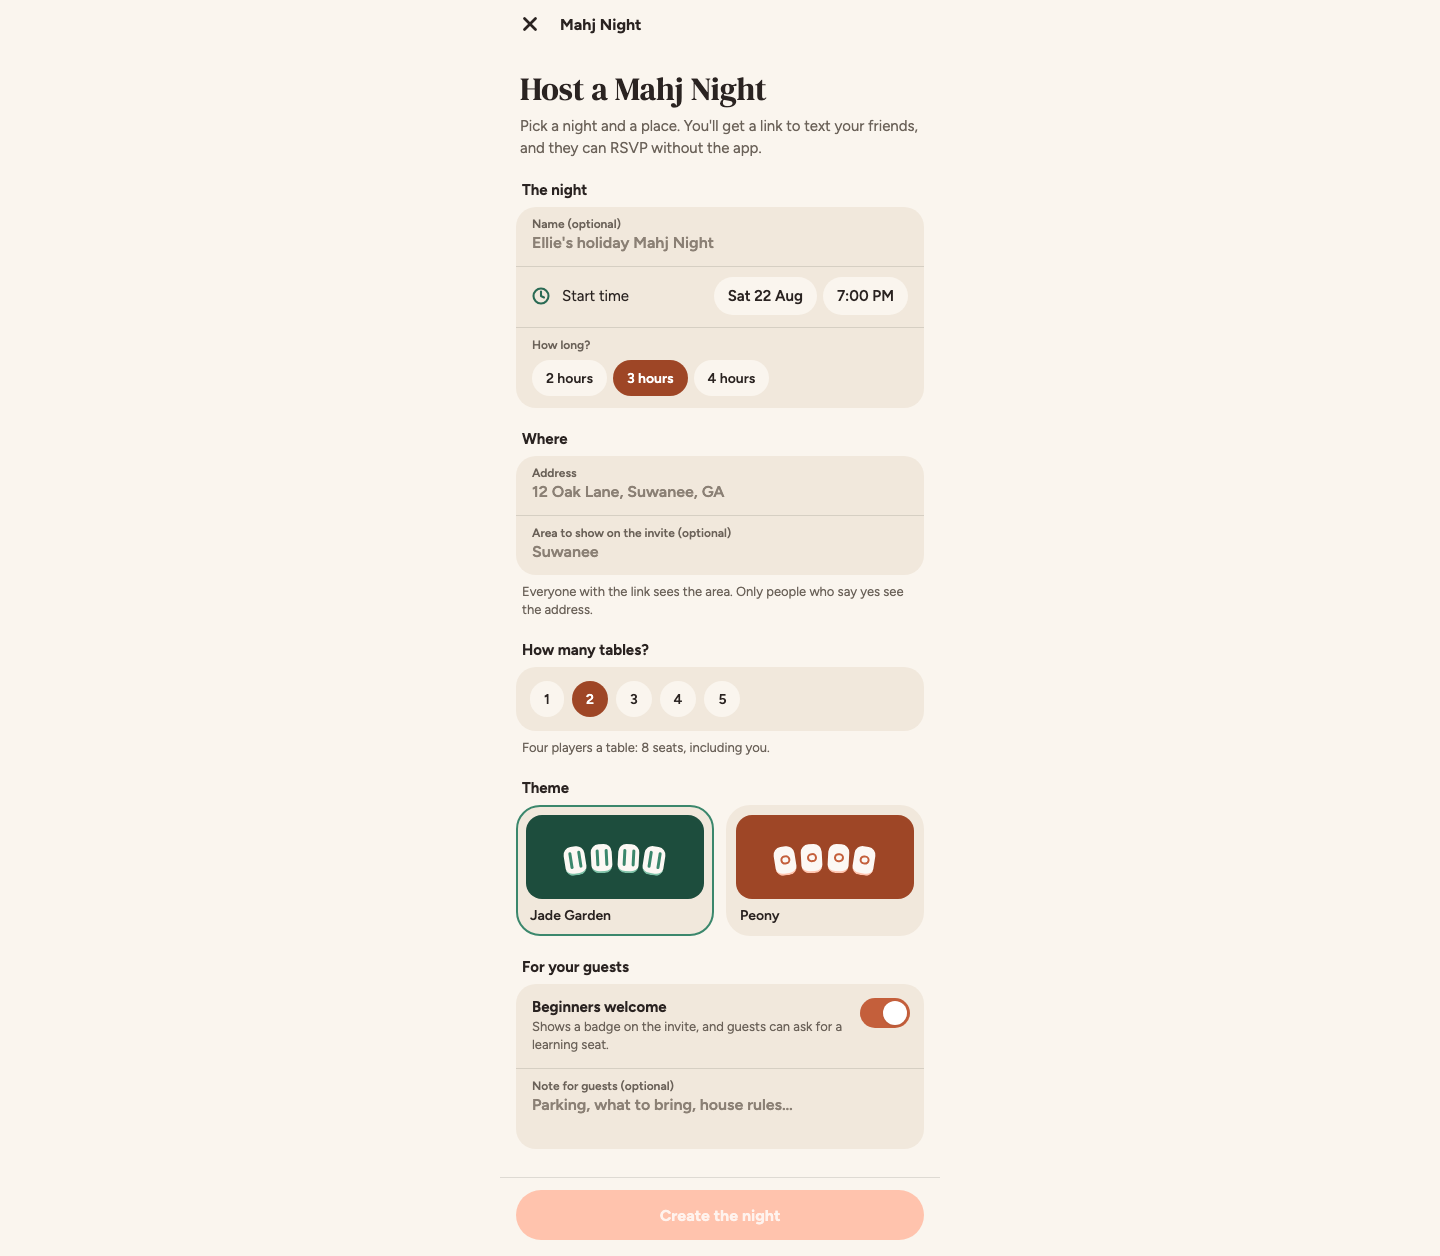 Mahj Night
Host a Mahj Night
Pick a night and a place. You'll get a link to text your friends,
and they can RSVP without the app.
The night
Name (optional)
Ellie's holiday Mahj Night
Start time
Sat 22 Aug
7:00 PM
How long?
2 hours
3 hours
4 hours
Where
Address
12 Oak Lane, Suwanee, GA
Area to show on the invite (optional)
Suwanee
Everyone with the link sees the area. Only people who say yes see
the address.
How many tables?
1
2
3
4
5
Four players a table: 8 seats, including you.
Theme
Jade Garden
Peony
For your guests
Beginners welcome
Shows a badge on the invite, and guests can ask for a
learning seat.
Note for guests (optional)
Parking, what to bring, house rules...
Create the night